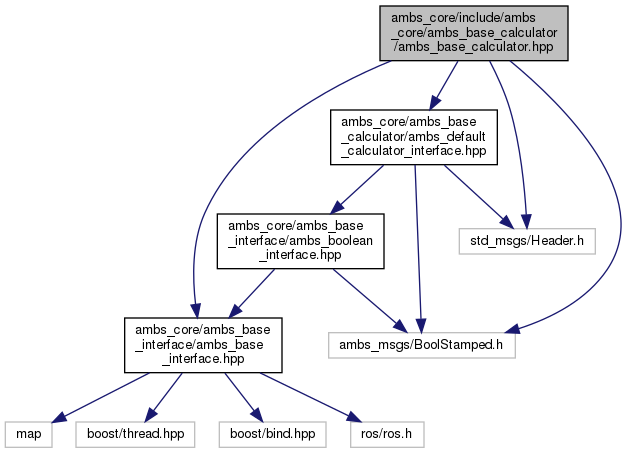 ambs_core/include/ambs
_core/ambs_base_calculator
/ambs_base_calculator.hpp
ambs_core/ambs_base
_calculator/ambs_default
_calculator_interface.hpp
ambs_core/ambs_base
_interface/ambs_boolean
_interface.hpp
std_msgs/Header.h
ambs_core/ambs_base
_interface/ambs_base
_interface.hpp
ambs_msgs/BoolStamped.h
map
boost/thread.hpp
boost/bind.hpp
ros/ros.h